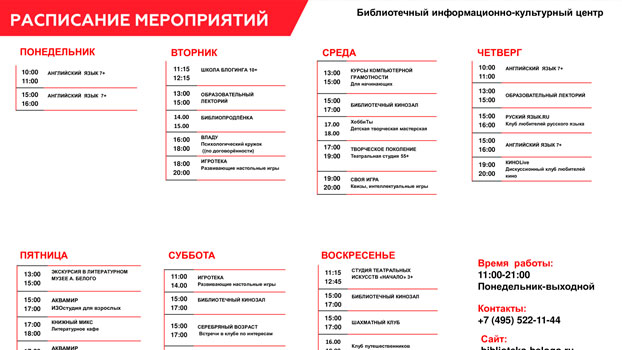 РАСПИСАНИЕ МЕРОПРИЯТИЙ
Библиотечный информационно-культурный центр
ПОНЕДЕЛЬНИК
10:00
11:00
АНГЛИЙСКИЙ ЯЗЫК 7+
15:00
16:00
АНГЛИЙСКИЙ ЯЗЫК 7+
ВТОРНИК
11:15
12:15
ШКОЛА БЛОГИНГА 10+
13:00
15:00
ОБРАЗОВАТЕЛЬНЫЙ
ЛЕКТОРИЙ
14.00
15.00
БИБЛИОПРОДЛЁНКА
16:00
18:00
ВЛАДУ
Психологический кружок
((по договорённости)
18:00
20:00
ИГРОТЕКА
Развивающие настольные игры
СРЕДА
13:00
15:00
КУРСЫ КОМПЬЮТЕРНОЙ
ГРАМОТНОСТИ
Для начинающих
15:00
17:00
БИБЛИОТЕЧНЫЙ КИНОЗАЛ
17.00
18.00
ХоббиТы
Детская творческая мастерская
17:00
19:00
ТВОРЧЕСКОЕ ПОКОЛЕНИЕ
Театральная студия 55+
19:00
20:00
СВОЯ ИГРА
Квизы, интеллектуальные игры
ЧЕТВЕРГ
10:00
11:00
АНГЛИЙСКИЙ ЯЗЫК 7+
13:00
15:00
ОБРАЗОВАТЕЛЬНЫЙ ЛЕКТОРИЙ
15:00
16:00
РУСКИЙ ЯЗЫК.RU
Клуб любителей русского языка
15:00
16:00
АНГЛИЙСКИЙ ЯЗЫК 7+
19:00
20:00
КИНОLive
Дискуссионный клуб любителей
кино
ПЯТНИЦА
13:00
15:00
ЭКСКУРСИЯ В ЛИТЕРАТУРНОМ
МУЗЕЕ А. БЕЛОГО
15:00
17:00
АКВАМИР
ИЗОстудия для взрослых
17:00
18:00
КНИЖНЫЙ МИКС
Литературное кафе
18:00
АКВАМИР
СУББОТА
11:00
14.00
ИГРОТЕКА
Развивающие настольные игры
15:00
17:00
БИБЛИОТЕЧНЫЙ КИНОЗАЛ
15:00
17:00
СЕРЕБРЯНЫЙ ВОЗРАСТ
Встречи в клубе по интересам
17:00
ВОСКРЕСЕНЬЕ
11:15
12:45
СТУДИЯ ТЕАТРАЛЬНЫХ
ИСКУССТВ «НАЧАЛО» 3+
15:00
17:00
БИБЛИОТЕЧНЫЙ КИНОЗАЛ
15:00
17:00
ШАХМАТНЫЙ КЛУБ
16.00
Клуб путешественников
Время работы:
11:00-21:00
Понедельник-выходной
Контакты:
+7 (495) 522-11-44
Сайт: